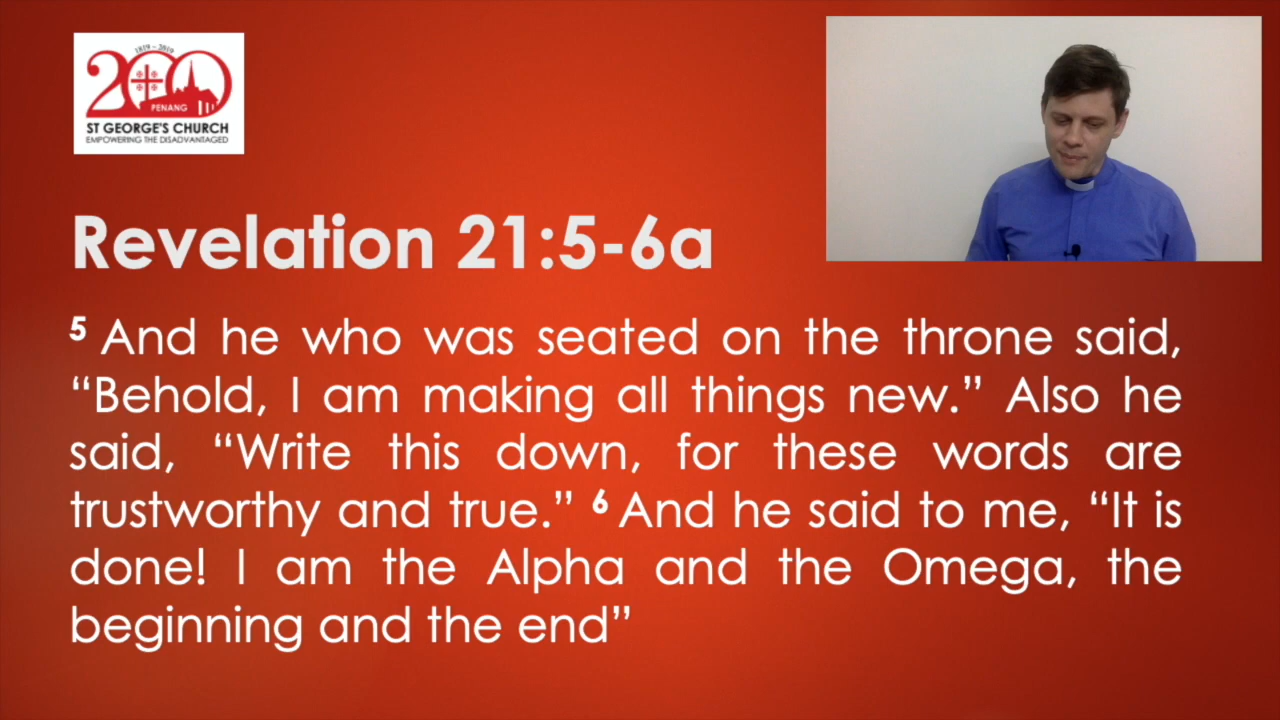 1819 - 2019
200
PENANG
ST GEORGE'S CHURCH
EMPOWERING THE DISADVANTAGED
Revelation 21:5-6a
5 And he who was seated on the throne said,
“Behold, I am making all things new.” Also he
said, “Write this down, for these words are
trustworthy and true.” 6 And he said to me, “It is
done! I am the Alpha and the Omega, the
beginning and the end”